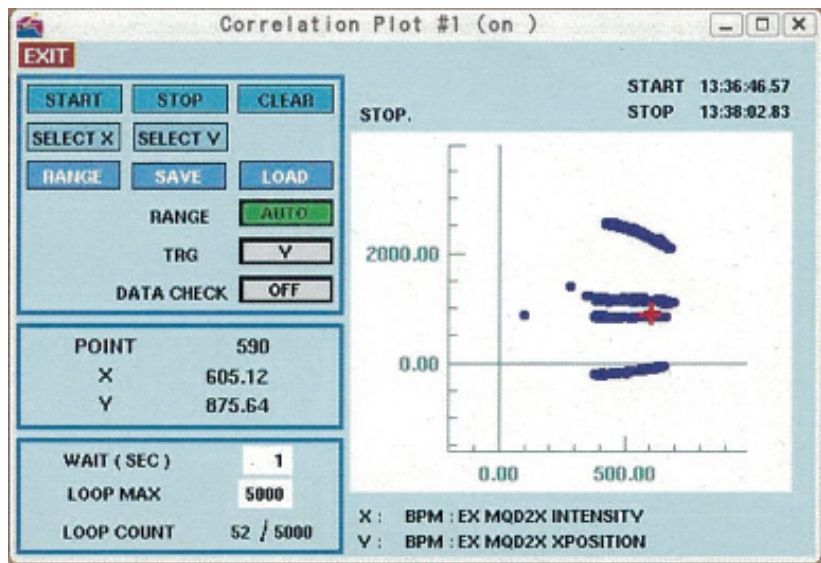 Correlation Plot #1 (on )
EXIT
START STOP CLEAR
SELECT X SELECT Y
RANGE SAVE LOAD
RANGE AUTO
TRG Y
DATA CHECK OFF
POINT 590
X 605.12
Y 875.64
WAIT ( SEC ) 1
LOOP MAX 5000
LOOP COUNT 52 / 5000
STOP.
START 13:36:46.57
STOP 13:38:02.83
2000.00
0.00
0.00 500.00
X : BPM : EX MQD2X INTENSITY
Y : BPM : EX MQD2X XPOSITION